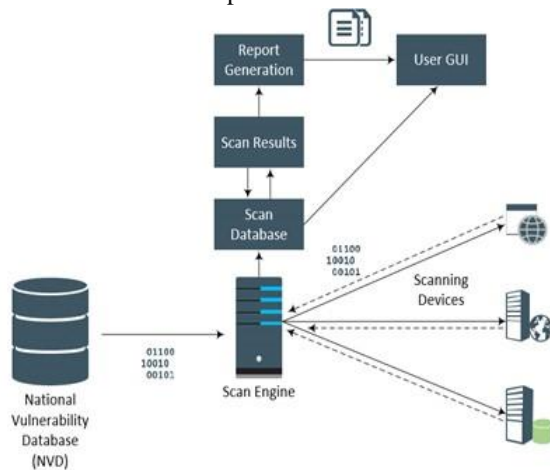 Report
Generation
User GUI
Scan Results
Scan
Database
01100
10010
00101
Scanning
Devices
01100
10010
00101
Scan Engine
National
Vulnerability
Database
(NVD)